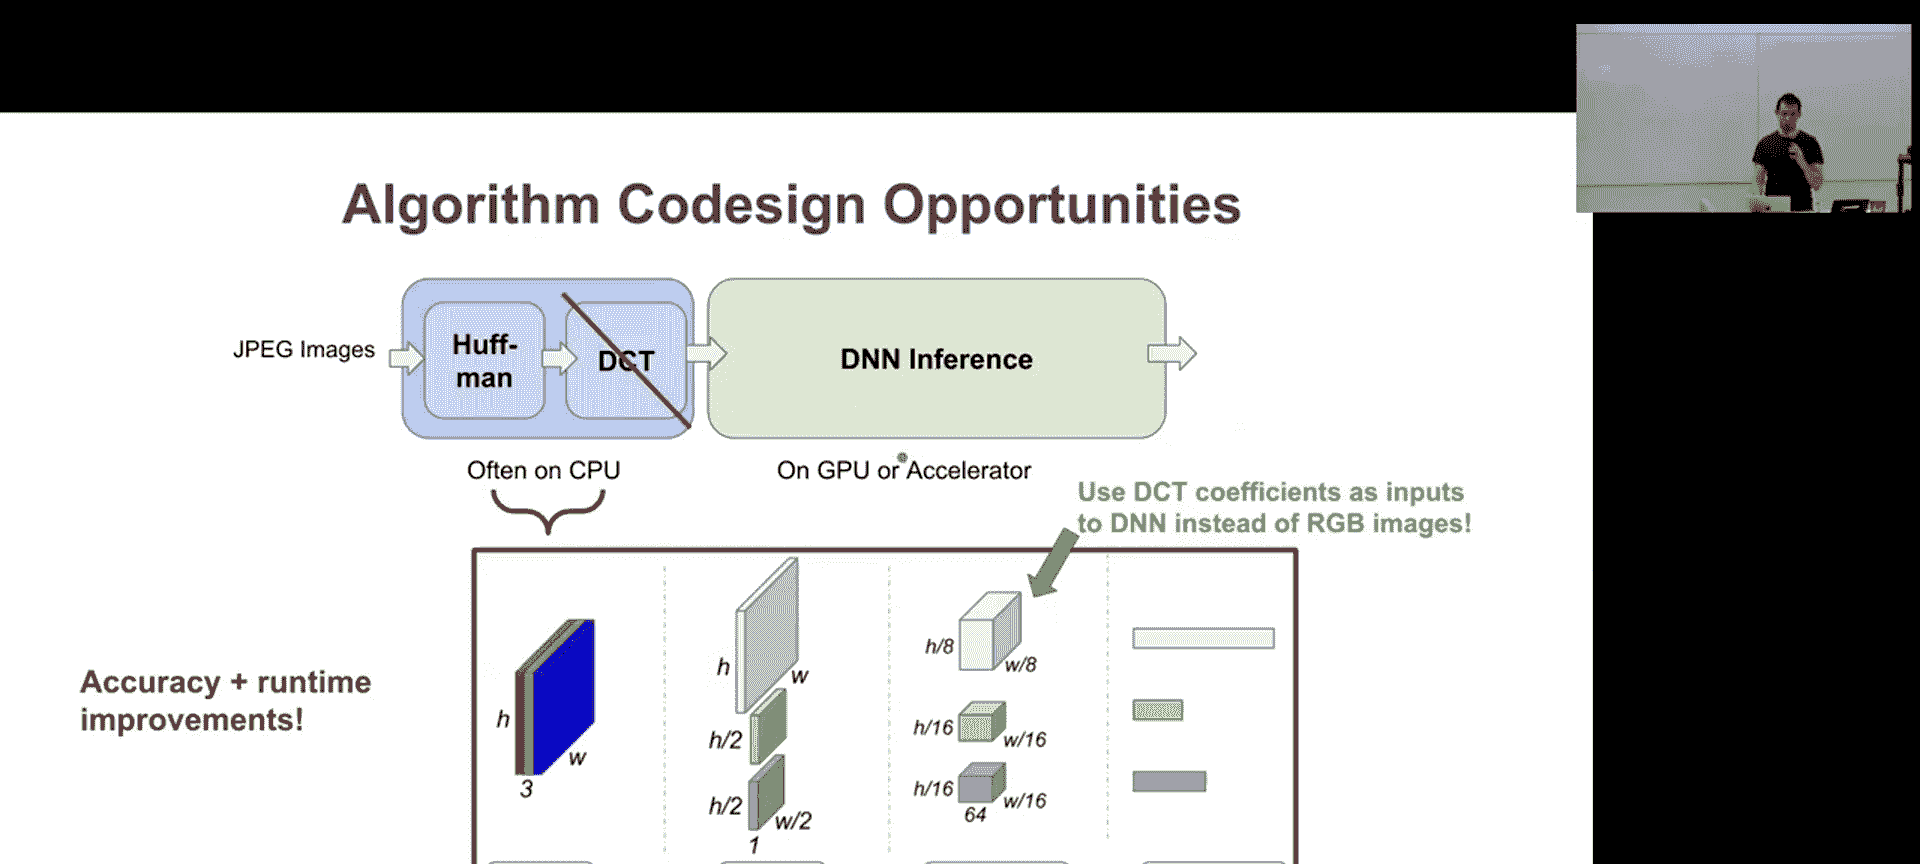 Algorithm Codesign Opportunities
JPEG Images
Huff-
man
DCT
DNN Inference
Often on CPU
On GPU or Accelerator
Use DCT coefficients as inputs
to DNN instead of RGB images!
Accuracy + runtime
improvements!
h
w
3
h
w
h/2
h/2
w/2
1
h/8
w/8
h/16
w/16
h/16
w/16
64